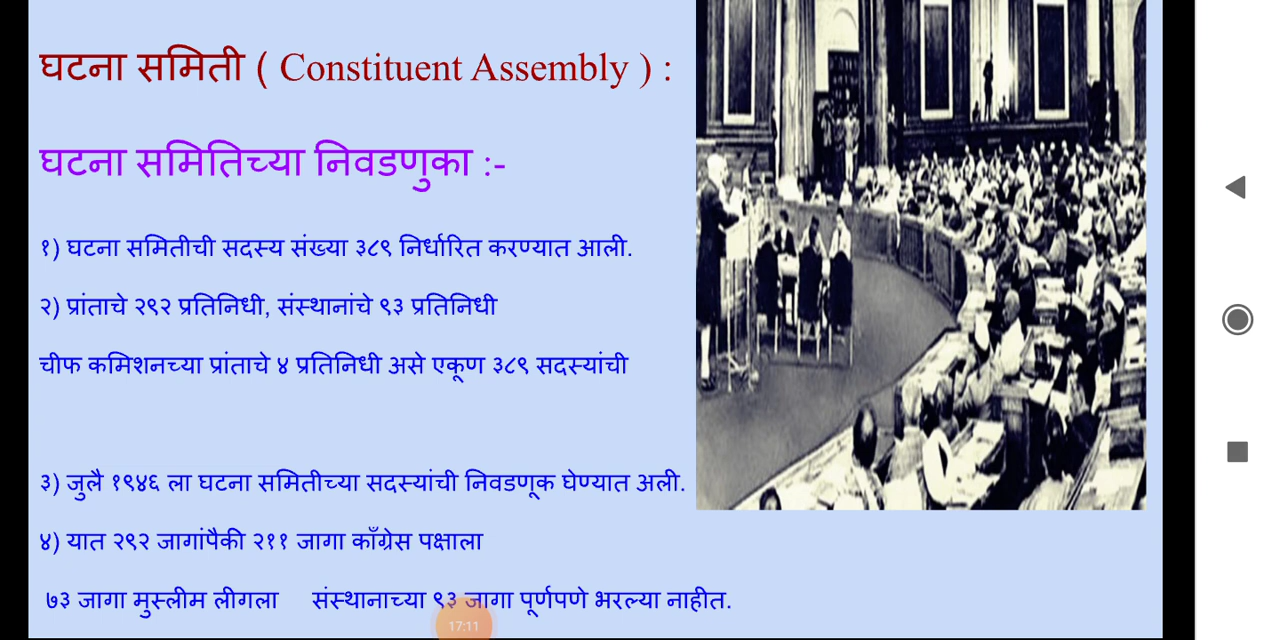 घटना समिती ( Constituent Assembly ) :
घटना समितिच्या निवडणुका :-
१) घटना समितीची सदस्य संख्या ३८९ निर्धारित करण्यात आली.
२) प्रांताचे २९२ प्रतिनिधी, संस्थानांचे ९३ प्रतिनिधी
चीफ कमिशनच्या प्रांताचे ४ प्रतिनिधी असे एकूण ३८९ सदस्यांची
३) जुलै १९४६ ला घटना समितीच्या सदस्यांची निवडणूक घेण्यात अली.
४) यात २९२ जागांपैकी २११ जागा काँग्रेस पक्षाला
७३ जागा मुस्लीम लीगला संस्थानाच्या ९३ जागा पूर्णपणे भरल्या नाहीत.
17:11